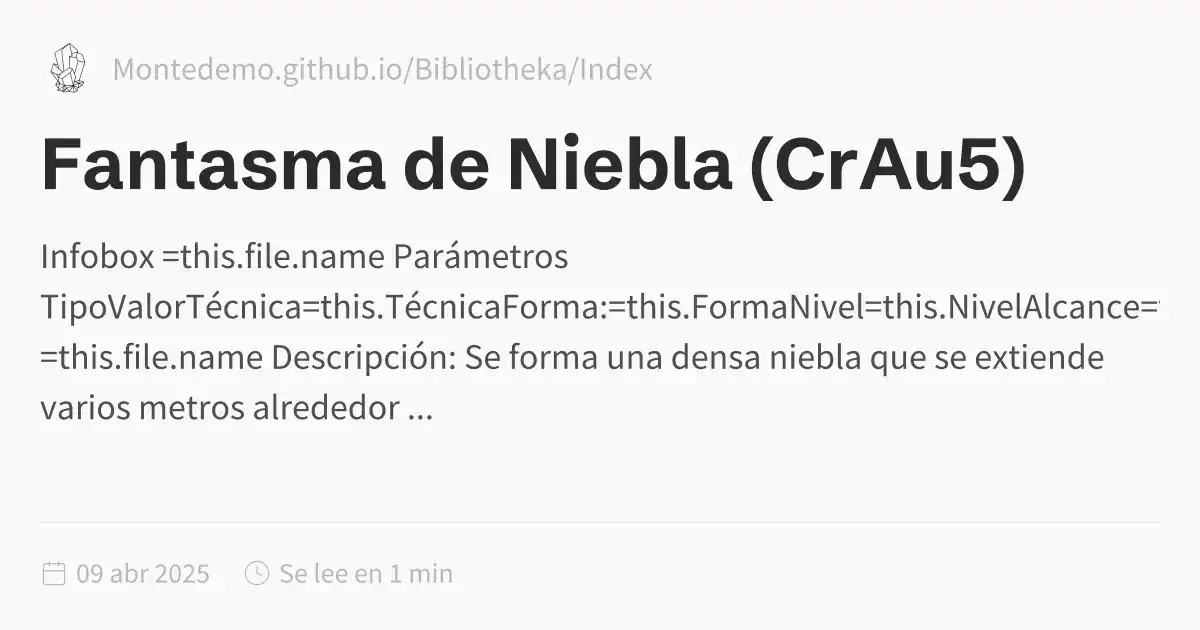 Montedemo.github.io/Bibliotheka/Index
Fantasma de Niebla (CrAu5)
Infobox =this.file.name Parámetros
TipoValorTécnica=this.TécnicaForma:=this.FormaNivel=this.NivelAlcance=
=this.file.name Descripción: Se forma una densa niebla que se extiende
varios metros alrededor ...
09 abr 2025
Se lee en 1 min